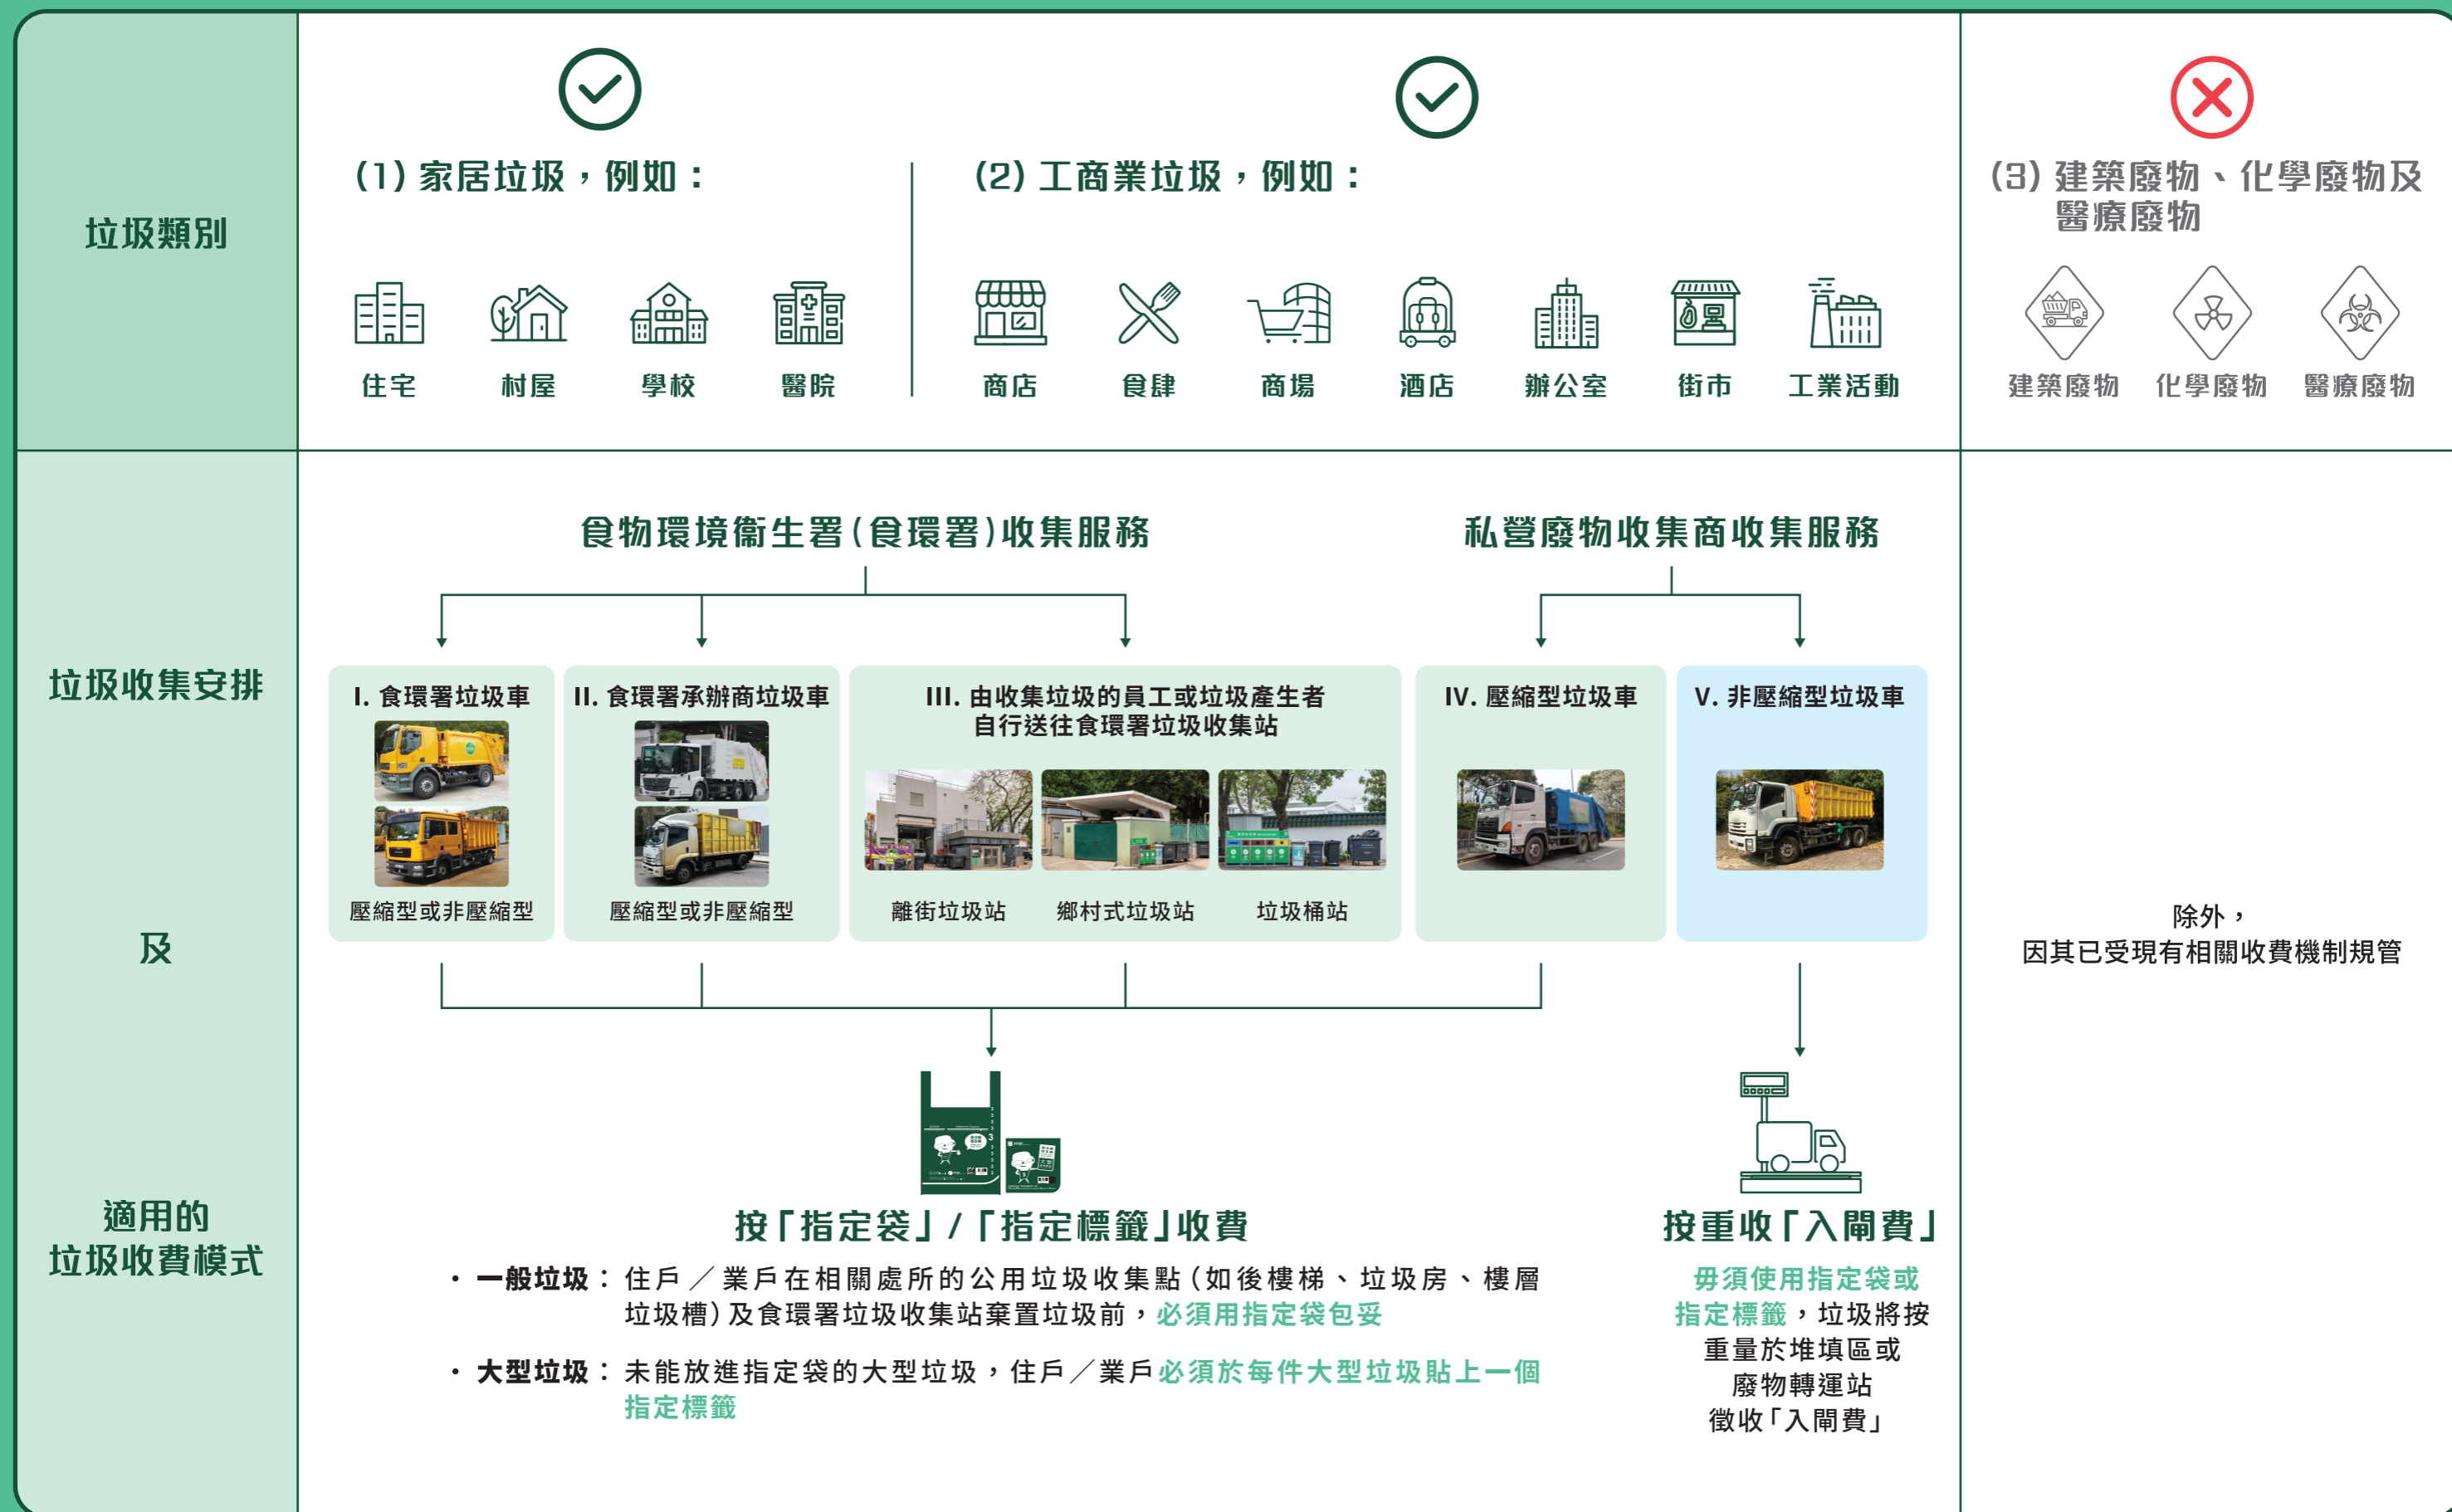 垃圾類別
(1) 家居垃圾，例如：
住宅
村屋
學校
醫院
(2) 工商業垃圾，例如：
商店
食肆
商場
酒店
辦公室
街市
工業活動
(3) 建築廢物、化學廢物及
醫療廢物
建築廢物
化學廢物
醫療廢物
垃圾收集安排
及
適用的
垃圾收費模式
食物環境衞生署(食環署)收集服務
私營廢物收集商收集服務
I. 食環署垃圾車
壓縮型或非壓縮型
II. 食環署承辦商垃圾車
壓縮型或非壓縮型
III. 由收集垃圾的員工或垃圾產生者
自行送往食環署垃圾收集站
離街垃圾站
鄉村式垃圾站
垃圾桶站
IV. 壓縮型垃圾車
V. 非壓縮型垃圾車
按「指定袋」/「指定標籤」收費
・一般垃圾：住戶／業戶在相關處所的公用垃圾收集點(如後樓梯、垃圾房、樓層
垃圾槽)及食環署垃圾收集站棄置垃圾前，必須用指定袋包妥
・大型垃圾：未能放進指定袋的大型垃圾，住戶／業戶必須於每件大型垃圾貼上一個
指定標籤
按重收「入閘費」
毋須使用指定袋或
指定標籤，垃圾將按
重量於堆填區或
廢物轉運站
徵收「入閘費」
除外，
因其已受現有相關收費機制規管